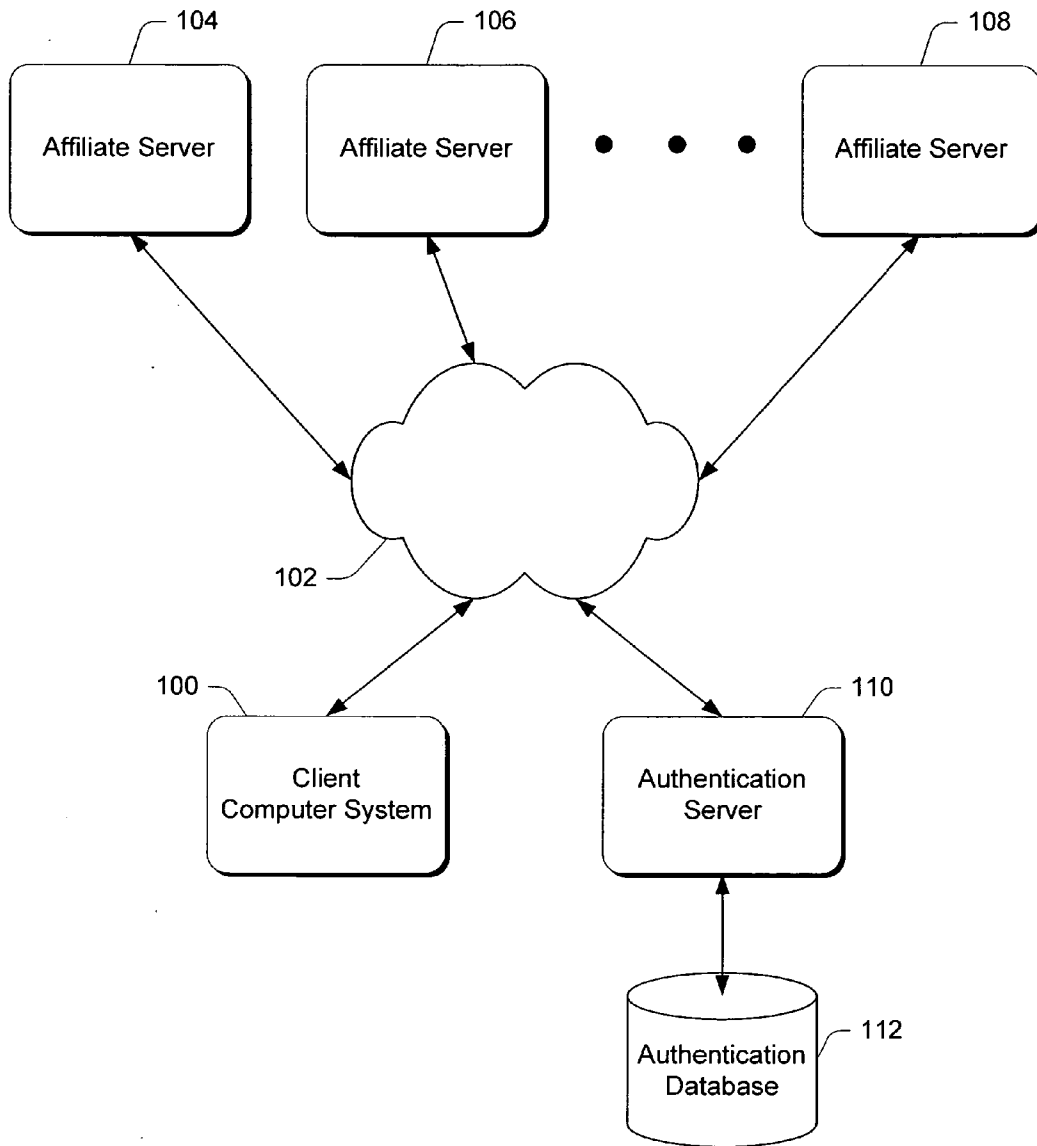 104
106
108
Affiliate Server
Affiliate Server
Affiliate Server
102
100
110
Client
Computer System
Authentication
Server
112
Authentication
Database